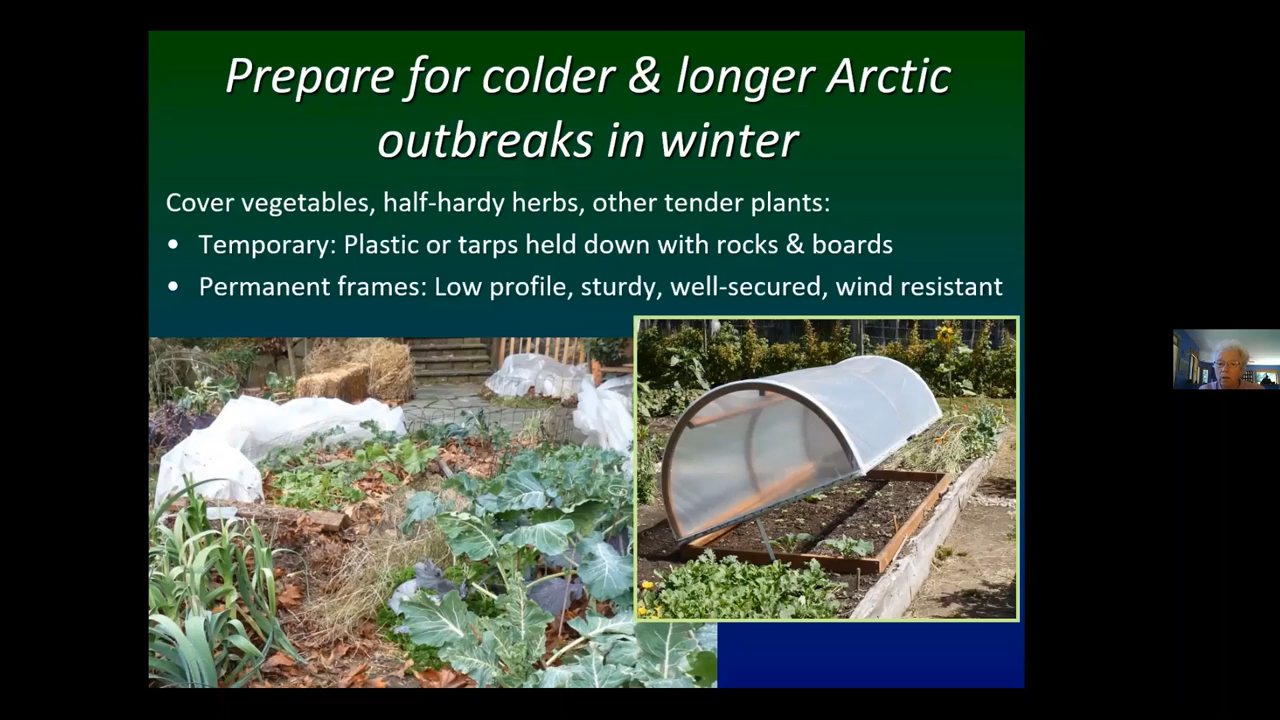 Prepare for colder & longer Arctic
outbreaks in winter
Cover vegetables, half-hardy herbs, other tender plants:
• Temporary: Plastic or tarps held down with rocks & boards
• Permanent frames: Low profile, sturdy, well-secured, wind resistant